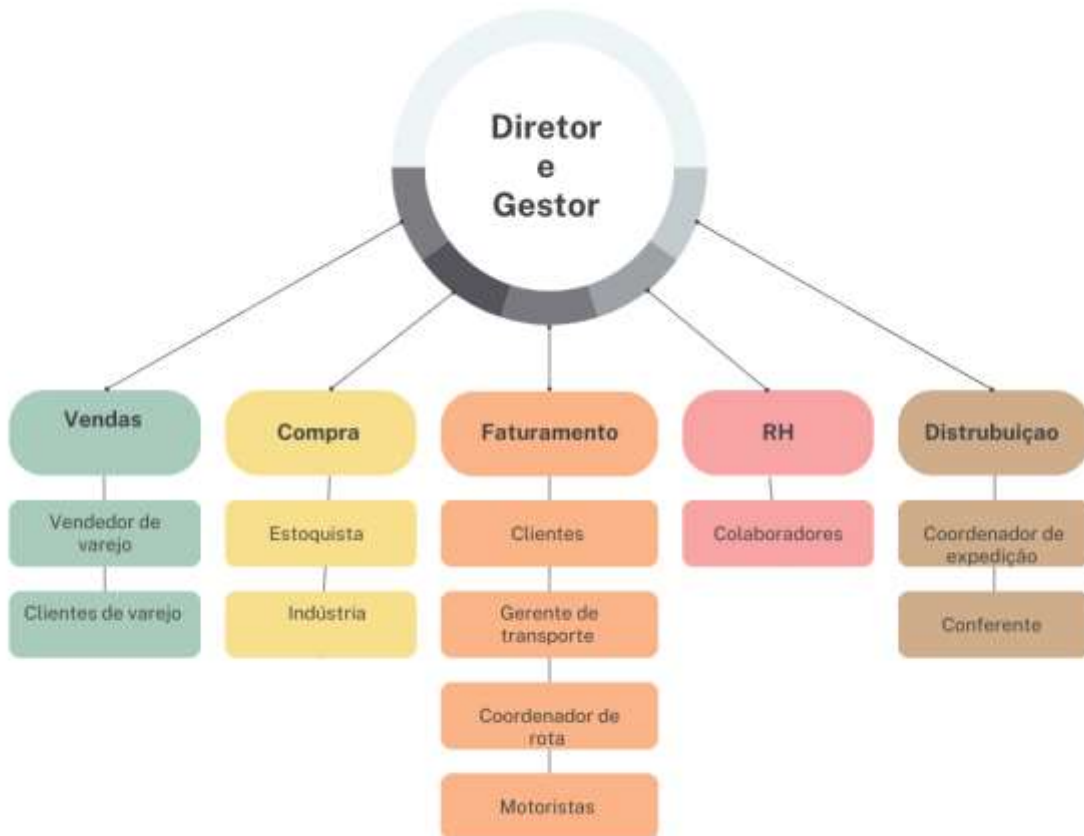 Diretor
e
Gestor
Vendas
Compra
Faturamento
RH
Distrubuiçao
Vendedor de
varejo
Estoquista
Clientes
Colaboradores
Coordenador de
expedição
Clientes de varejo
Indústria
Gerente de
transporte
Conferente
Coordenador de
rota
Motoristas